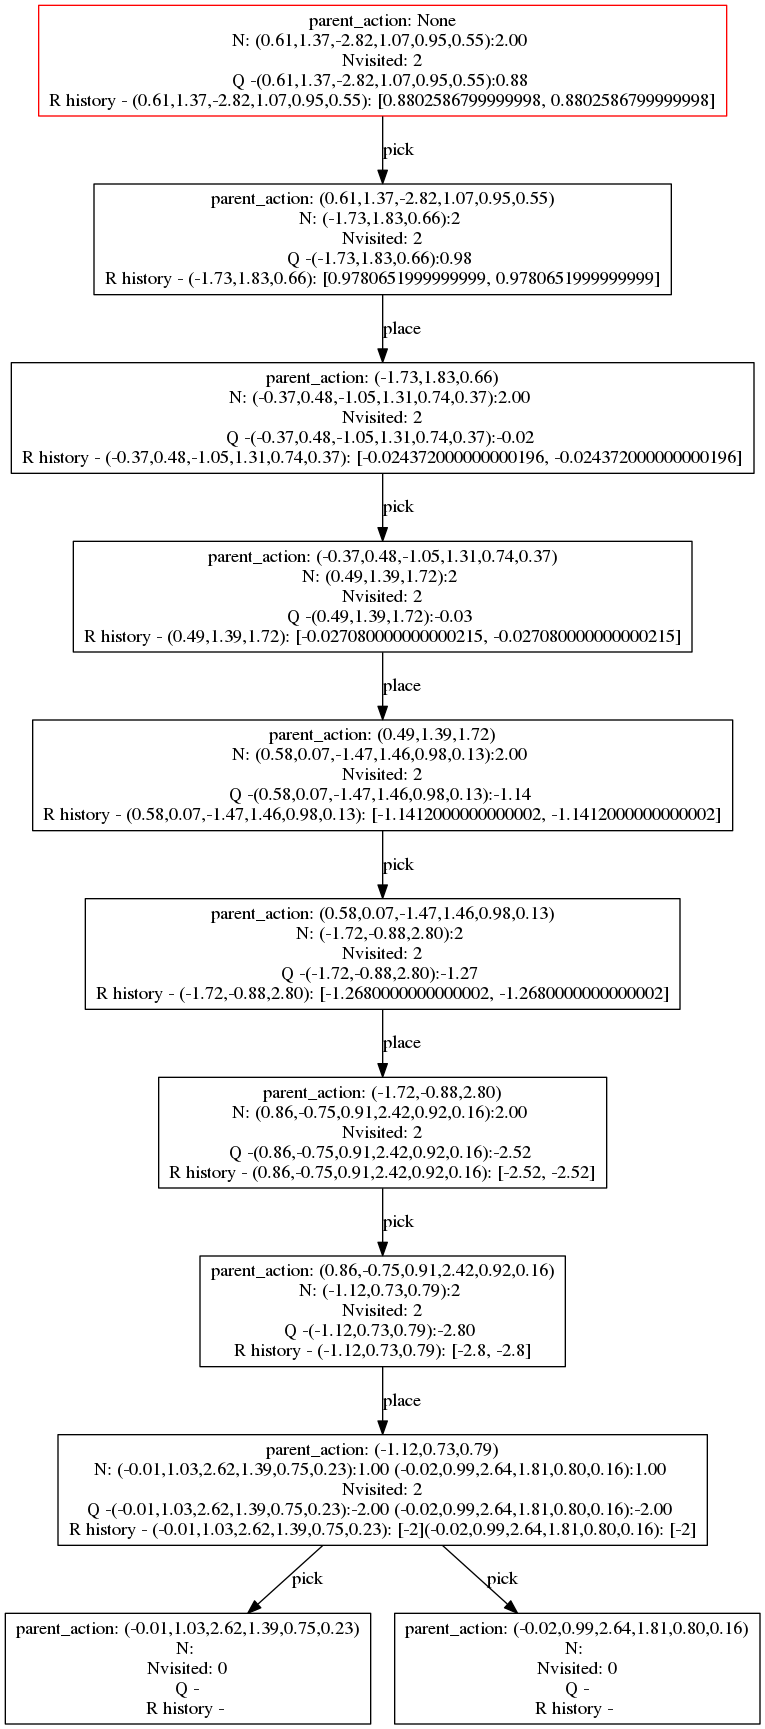 parent_action: None
N: (0.61,1.37,-2.82,1.07,0.95,0.55):2.00
Nvisited: 2
Q -(0.61,1.37,-2.82,1.07,0.95,0.55):0.88
R history - (0.61,1.37,-2.82,1.07,0.95,0.55): [0.8802586799999998, 0.8802586799999998]
pick
parent_action: (0.61,1.37,-2.82,1.07,0.95,0.55)
N: (-1.73,1.83,0.66):2
Nvisited: 2
Q -(-1.73,1.83,0.66):0.98
R history - (-1.73,1.83,0.66): [0.9780651999999999, 0.9780651999999999]
place
parent_action: (-1.73,1.83,0.66)
N: (-0.37,0.48,-1.05,1.31,0.74,0.37):2.00
Nvisited: 2
Q -(-0.37,0.48,-1.05,1.31,0.74,0.37):-0.02
R history - (-0.37,0.48,-1.05,1.31,0.74,0.37): [-0.024372000000000196, -0.024372000000000196]
pick
parent_action: (-0.37,0.48,-1.05,1.31,0.74,0.37)
N: (0.49,1.39,1.72):2
Nvisited: 2
Q -(0.49,1.39,1.72):-0.03
R history - (0.49,1.39,1.72): [-0.027080000000000215, -0.027080000000000215]
place
parent_action: (0.49,1.39,1.72)
N: (0.58,0.07,-1.47,1.46,0.98,0.13):2.00
Nvisited: 2
Q -(0.58,0.07,-1.47,1.46,0.98,0.13):-1.14
R history - (0.58,0.07,-1.47,1.46,0.98,0.13): [-1.1412000000000002, -1.1412000000000002]
pick
parent_action: (0.58,0.07,-1.47,1.46,0.98,0.13)
N: (-1.72,-0.88,2.80):2
Nvisited: 2
Q -(-1.72,-0.88,2.80):-1.27
R history - (-1.72,-0.88,2.80): [-1.2680000000000002, -1.2680000000000002]
place
parent_action: (-1.72,-0.88,2.80)
N: (0.86,-0.75,0.91,2.42,0.92,0.16):2.00
Nvisited: 2
Q -(0.86,-0.75,0.91,2.42,0.92,0.16):-2.52
R history - (0.86,-0.75,0.91,2.42,0.92,0.16): [-2.52, -2.52]
pick
parent_action: (0.86,-0.75,0.91,2.42,0.92,0.16)
N: (-1.12,0.73,0.79):2
Nvisited: 2
Q -(-1.12,0.73,0.79):-2.80
R history - (-1.12,0.73,0.79): [-2.8, -2.8]
place
parent_action: (-1.12,0.73,0.79)
N: (-0.01,1.03,2.62,1.39,0.75,0.23):1.00 (-0.02,0.99,2.64,1.81,0.80,0.16):1.00
Nvisited: 2
Q -(-0.01,1.03,2.62,1.39,0.75,0.23):-2.00 (-0.02,0.99,2.64,1.81,0.80,0.16):-2.00
R history - (-0.01,1.03,2.62,1.39,0.75,0.23): [-2](-0.02,0.99,2.64,1.81,0.80,0.16): [-2]
pick
pick
parent_action: (-0.01,1.03,2.62,1.39,0.75,0.23)
N:
Nvisited: 0
Q -
R history -
parent_action: (-0.02,0.99,2.64,1.81,0.80,0.16)
N:
Nvisited: 0
Q -
R history -